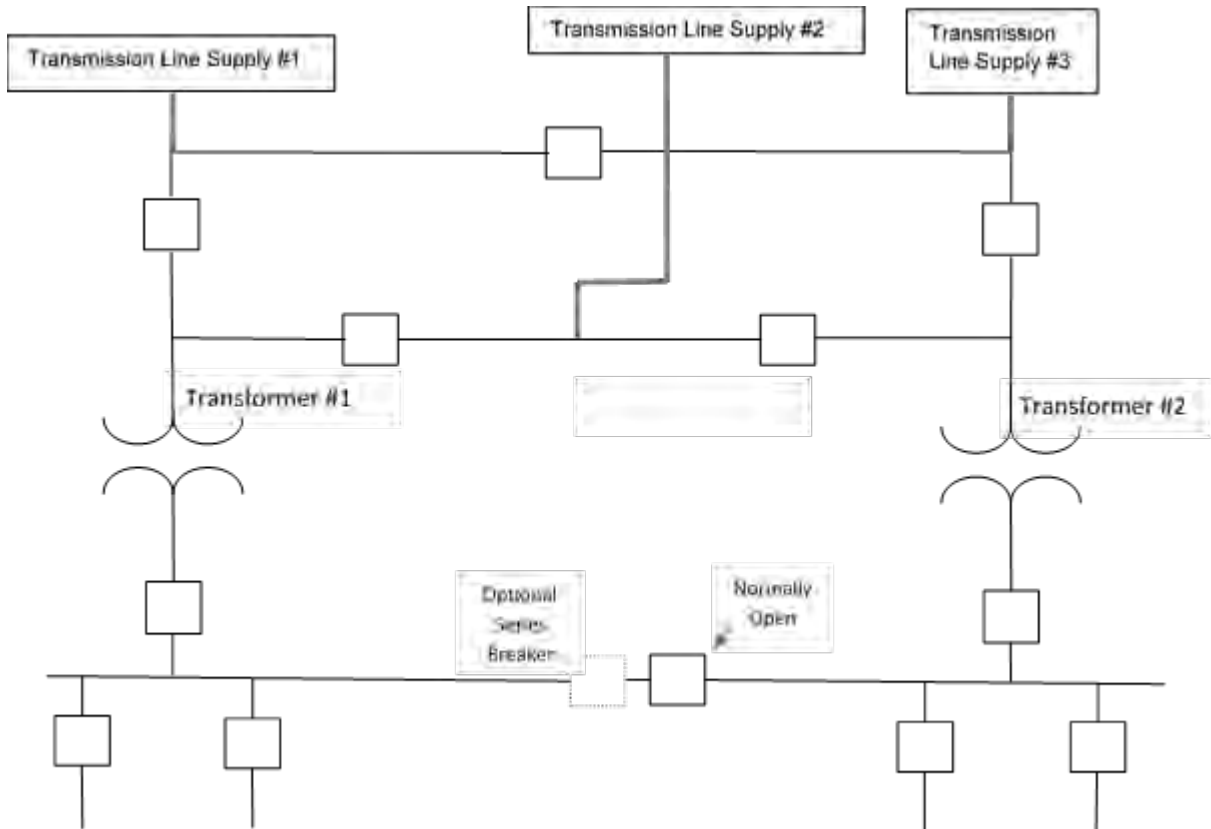 Transmission Line Supply #1
Transmission Line Supply #2
Transmission
Line Supply #3
Transformer #1
Transformer #2
Optional
Series
Breaker
Normally
Open